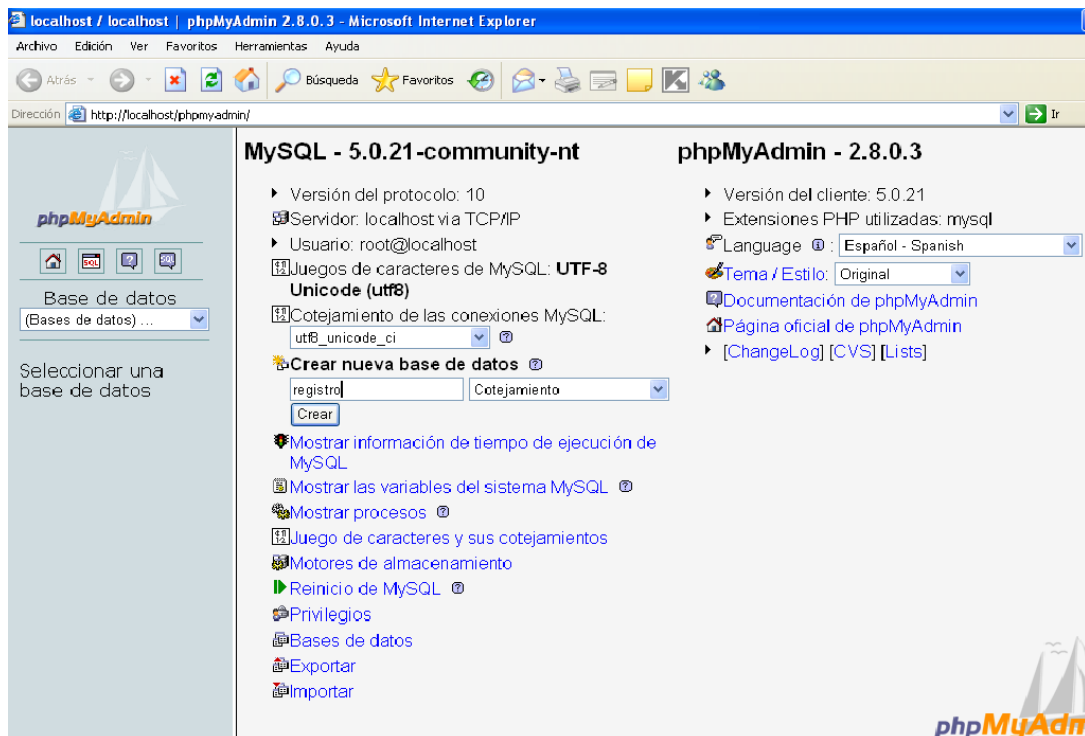 localhost / localhost | phpMyAdmin 2.8.0.3 - Microsoft Internet Explorer
Archivo Edición Ver Favoritos Herramientas Ayuda
Atrás Búsqueda Favoritos
Dirección http://localhost/phpmyadmin/ Ir
phpMyAdmin
SQL
Base de datos
(Bases de datos) ...
Seleccionar una
base de datos
MySQL - 5.0.21-community-nt
Versión del protocolo: 10
Servidor: localhost via TCP/IP
Usuario: root@localhost
Juegos de caracteres de MySQL: UTF-8
Unicode (utf8)
Cotejamiento de las conexiones MySQL:
utf8_unicode_ci
Crear nueva base de datos
registro Cotejamiento
Crear
Mostrar información de tiempo de ejecución de
MySQL
Mostrar las variables del sistema MySQL
Mostrar procesos
Juego de caracteres y sus cotejamientos
Motores de almacenamiento
Reinicio de MySQL
Privilegios
Bases de datos
Exportar
Importar
phpMyAdmin - 2.8.0.3
Versión del cliente: 5.0.21
Extensiones PHP utilizadas: mysql
Language : Español - Spanish
Tema / Estilo: Original
Documentación de phpMyAdmin
Página oficial de phpMyAdmin
[ChangeLog] [CVS] [Lists]
phpMyAdm